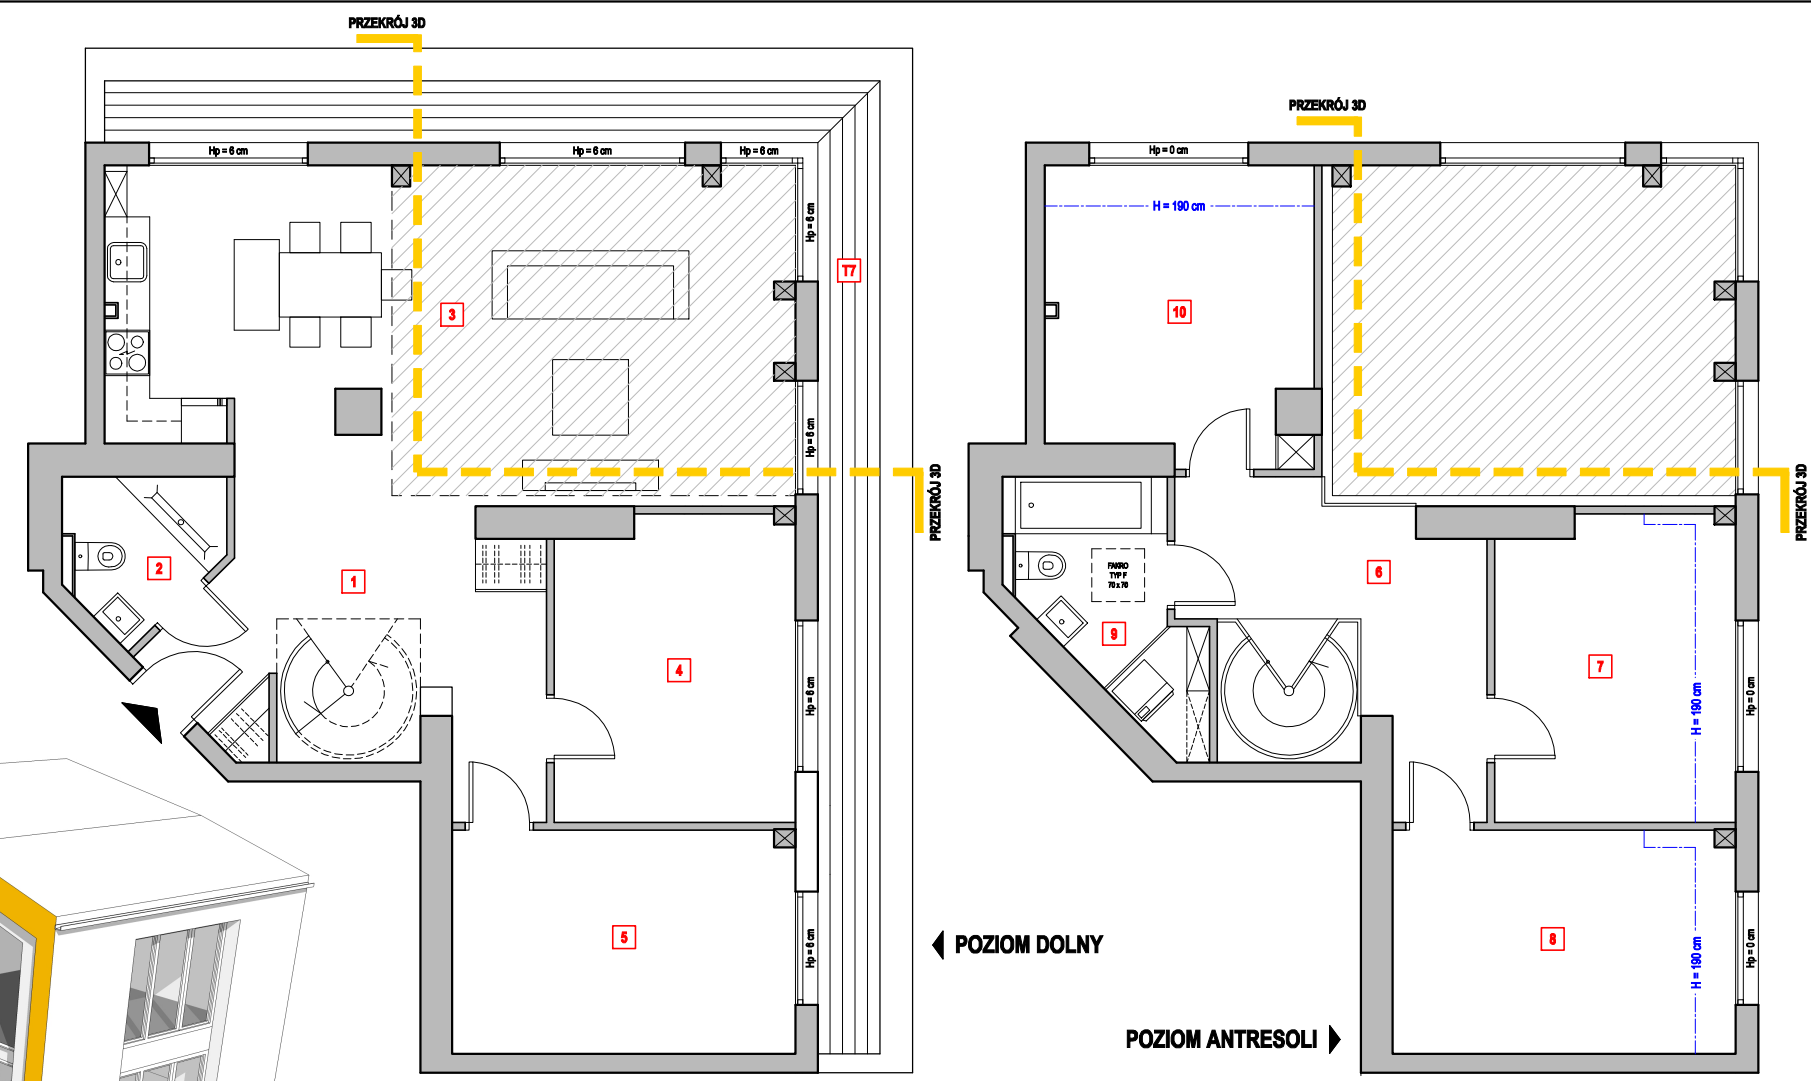 PRZEKRÓJ 3D
Hp = 6 cm
Hp = 6 cm
Hp = 6 cm
Hp = 6 cm
T7
3
Hp = 6 cm
PRZEKRÓJ 3D
2
1
4
Hp = 6 cm
5
Hp = 6 cm
POZIOM DOLNY
PRZEKRÓJ 3D
Hp = 0 cm
H = 190 cm
10
PRZEKRÓJ 3D
FAKRO
TYP F
70 x 70
6
9
7
H = 190 cm
Hp = 0 cm
8
H = 190 cm
Hp = 0 cm
POZIOM ANTRESOLI